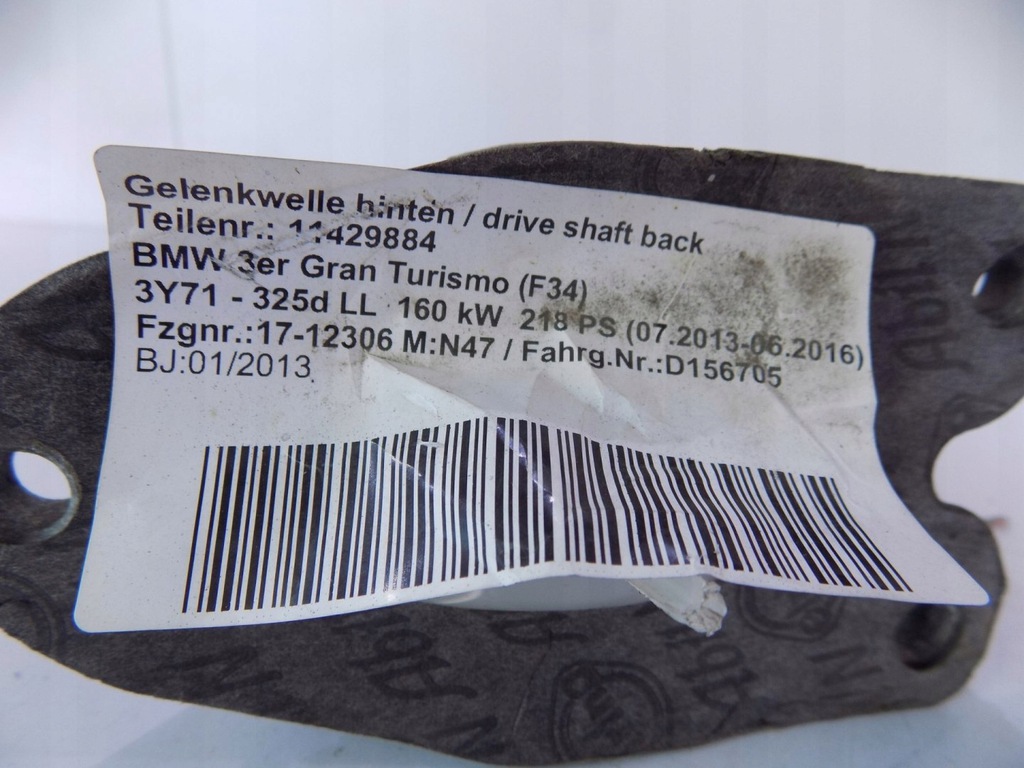 Gelenkwelle hinten / drive shaft back
Teilenr.: 11429884
BMW 3er Gran Turismo (F34)
3Y71 - 325d LL 160 kW 218 PS (07.2013-06.2016)
Fzgnr.:17-12306 M:N47 / Fahrg.Nr.:D156705
BJ:01/2013